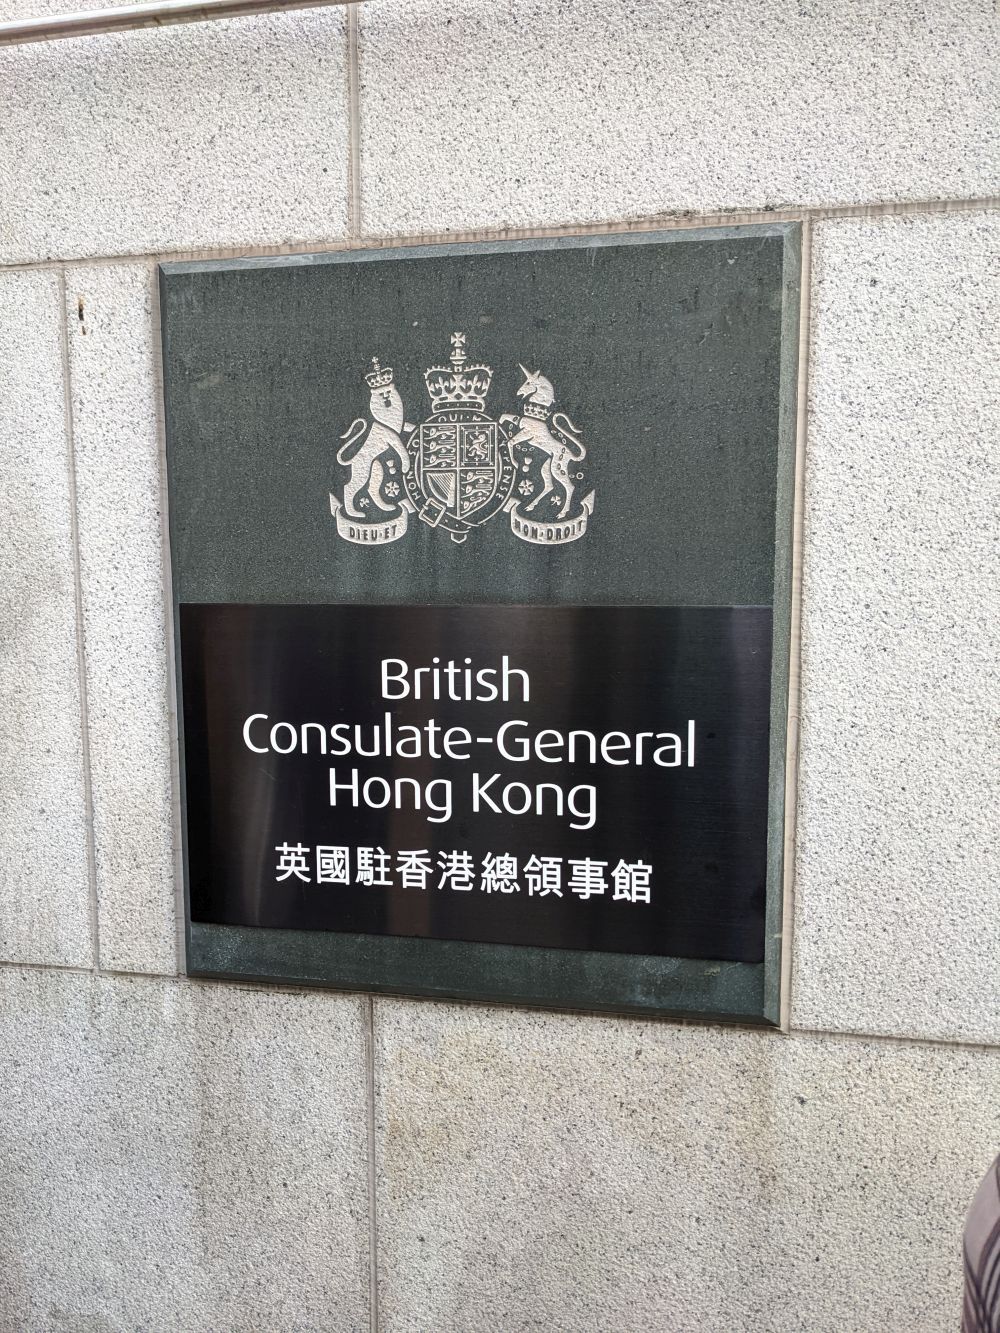 DIEU·ET MON·DROIT
British
Consulate-General
Hong Kong
英國駐香港總領事館